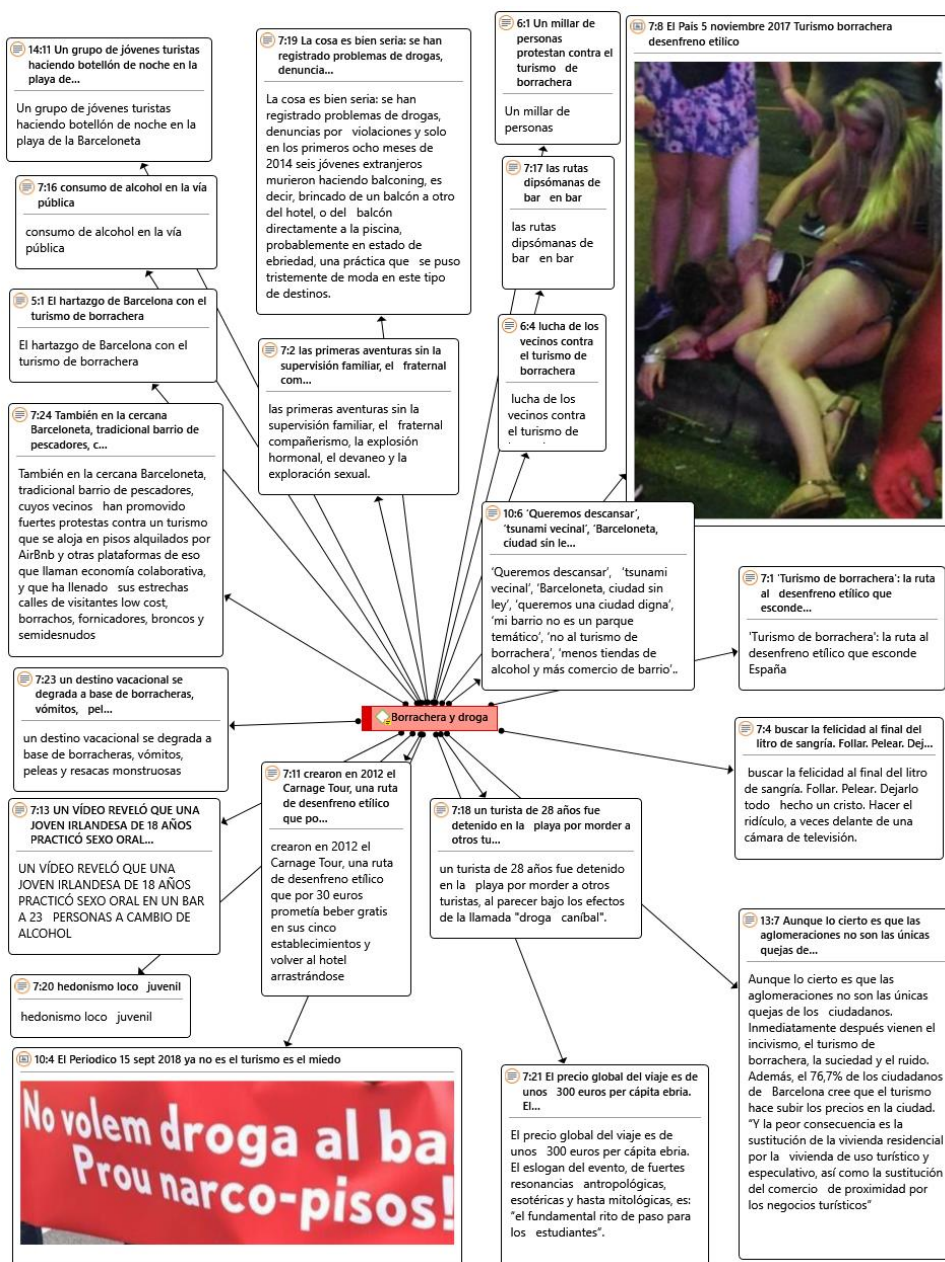 14:11 Un grupo de jóvenes turistas
haciendo botellón de noche en la
playa de...
Un grupo de jóvenes turistas
haciendo botellón de noche en la
playa de la Barceloneta
7:16 consumo de alcohol en la vía
pública
consumo de alcohol en la vía
pública
5:1 El hartazgo de Barcelona con el
turismo de borrachera
El hartazgo de Barcelona con el
turismo de borrachera
7:24 También en la cercana
Barceloneta, tradicional barrio de
pescadores, c...
También en la cercana Barceloneta,
tradicional barrio de pescadores,
cuyos vecinos han promovido
fuertes protestas contra un turismo
que se aloja en pisos alquilados por
AirBnb y otras plataformas de eso
que llaman economía colaborativa,
y que ha llenado sus estrechas
calles de visitantes low cost,
borrachos, fornicadores, broncos y
semidesnudos
7:23 un destino vacacional se
degrada a base de borracheras,
vómitos, pel...
un destino vacacional se degrada a
base de borracheras, vómitos,
peleas y resacas monstruosas
7:13 UN VÍDEO REVELÓ QUE UNA
JOVEN IRLANDESA DE 18 AÑOS
PRACTICÓ SEXO ORAL...
UN VÍDEO REVELÓ QUE UNA
JOVEN IRLANDESA DE 18 AÑOS
PRACTICÓ SEXO ORAL EN UN BAR
A 23 PERSONAS A CAMBIO DE
ALCOHOL
7:20 hedonismo loco juvenil
hedonismo loco juvenil
10:4 El Periodico 15 sept 2018 ya no es el turismo es el miedo
No volem droga al ba
Prou narco-pisos!
7:19 La cosa es bien seria: se han
registrado problemas de drogas,
denuncia...
La cosa es bien seria: se han
registrado problemas de drogas,
denuncias por violaciones y solo
en los primeros ocho meses de
2014 seis jóvenes extranjeros
murieron haciendo balconing, es
decir, brincado de un balcón a otro
del hotel, o del balcón
directamente a la piscina,
probablemente en estado de
ebriedad, una práctica que se puso
tristemente de moda en este tipo
de destinos.
7:2 las primeras aventuras sin la
supervisión familiar, el fraternal
com...
las primeras aventuras sin la
supervisión familiar, el fraternal
compañerismo, la explosión
hormonal, el devaneo y la
exploración sexual.
Borrachera y droga
7:11 crearon en 2012 el
Carnage Tour, una ruta
de desenfreno etílico
que po...
crearon en 2012 el
Carnage Tour, una ruta
de desenfreno etílico
que por 30 euros
prometía beber gratis
en sus cinco
establecimientos y
volver al hotel
arrastrándose
6:1 Un millar de
personas
protestan contra el
turismo de
borrachera
Un millar de
personas
7:17 las rutas
dipsómanas de
bar en bar
las rutas
dipsómanas de
bar en bar
6:4 lucha de los
vecinos contra
el turismo de
borrachera
lucha de los
vecinos contra
el turismo de
10:6 'Queremos descansar',
'tsunami vecinal', 'Barceloneta,
ciudad sin le...
'Queremos descansar', 'tsunami
vecinal', 'Barceloneta, ciudad sin
ley', 'queremos una ciudad digna',
'mi barrio no es un parque
temático', 'no al turismo de
borrachera', 'menos tiendas de
alcohol y más comercio de barrio'..
7:18 un turista de 28 años fue
detenido en la playa por morder a
otros tu...
un turista de 28 años fue detenido
en la playa por morder a otros
turistas, al parecer bajo los efectos
de la llamada "droga caníbal".
7:21 El precio global del viaje es de
unos 300 euros per cápita ebria.
El...
El precio global del viaje es de
unos 300 euros per cápita ebria.
El eslogan del evento, de fuertes
resonancias antropológicas,
esotéricas y hasta mitológicas, es:
"el fundamental rito de paso para
los estudiantes".
7:8 El Pais 5 noviembre 2017 Turismo borrachera
desenfreno etilico
7:1 'Turismo de borrachera': la ruta
al desenfreno etílico que
esconde...
'Turismo de borrachera': la ruta al
desenfreno etílico que esconde
España
7:4 buscar la felicidad al final del
litro de sangría. Follar. Pelear. Dej...
buscar la felicidad al final del litro
de sangría. Follar. Pelear. Dejarlo
todo hecho un cristo. Hacer el
ridículo, a veces delante de una
cámara de televisión.
13:7 Aunque lo cierto es que las
aglomeraciones no son las únicas
quejas de...
Aunque lo cierto es que las
aglomeraciones no son las únicas
quejas de los ciudadanos.
Inmediatamente después vienen el
incivismo, el turismo de
borrachera, la suciedad y el ruido.
Además, el 76,7% de los ciudadanos
de Barcelona cree que el turismo
hace subir los precios en la ciudad.
"Y la peor consecuencia es la
sustitución de la vivienda residencial
por la vivienda de uso turístico y
especulativo, así como la sustitución
del comercio de proximidad por
los negocios turísticos"